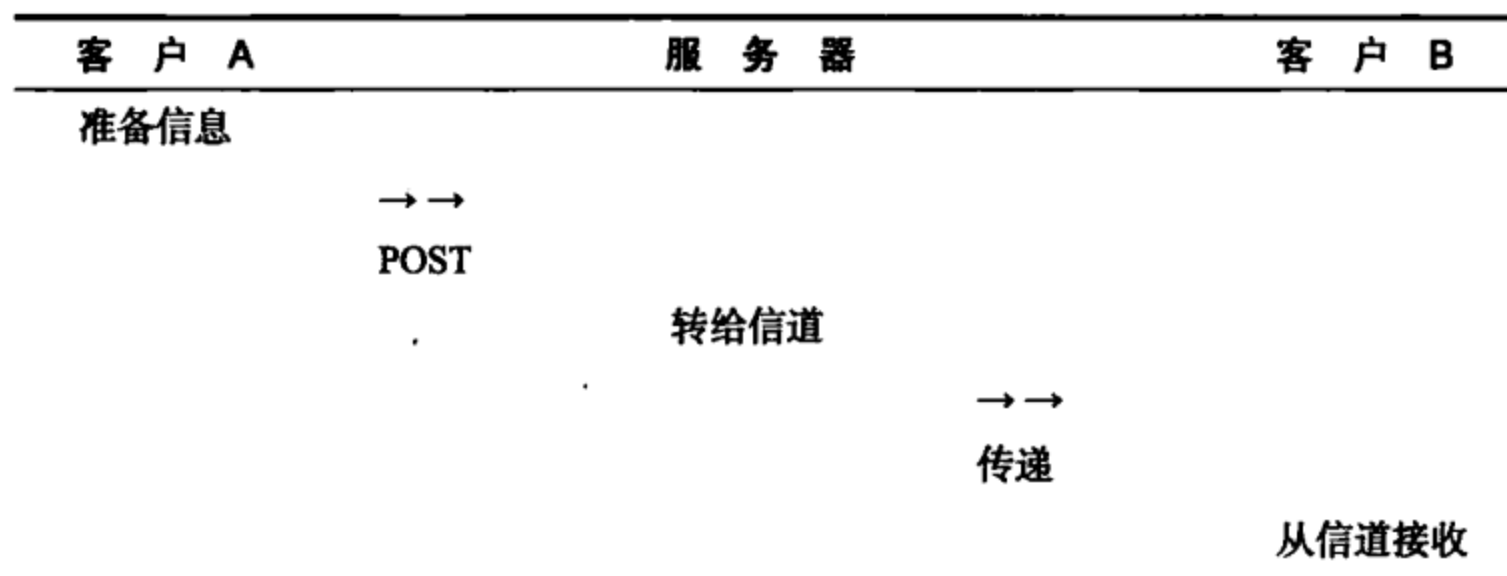 客 户 A 服 务 器 客 户 B
准备信息
→ →
POST
转给信道
→ →
传递
从信道接收